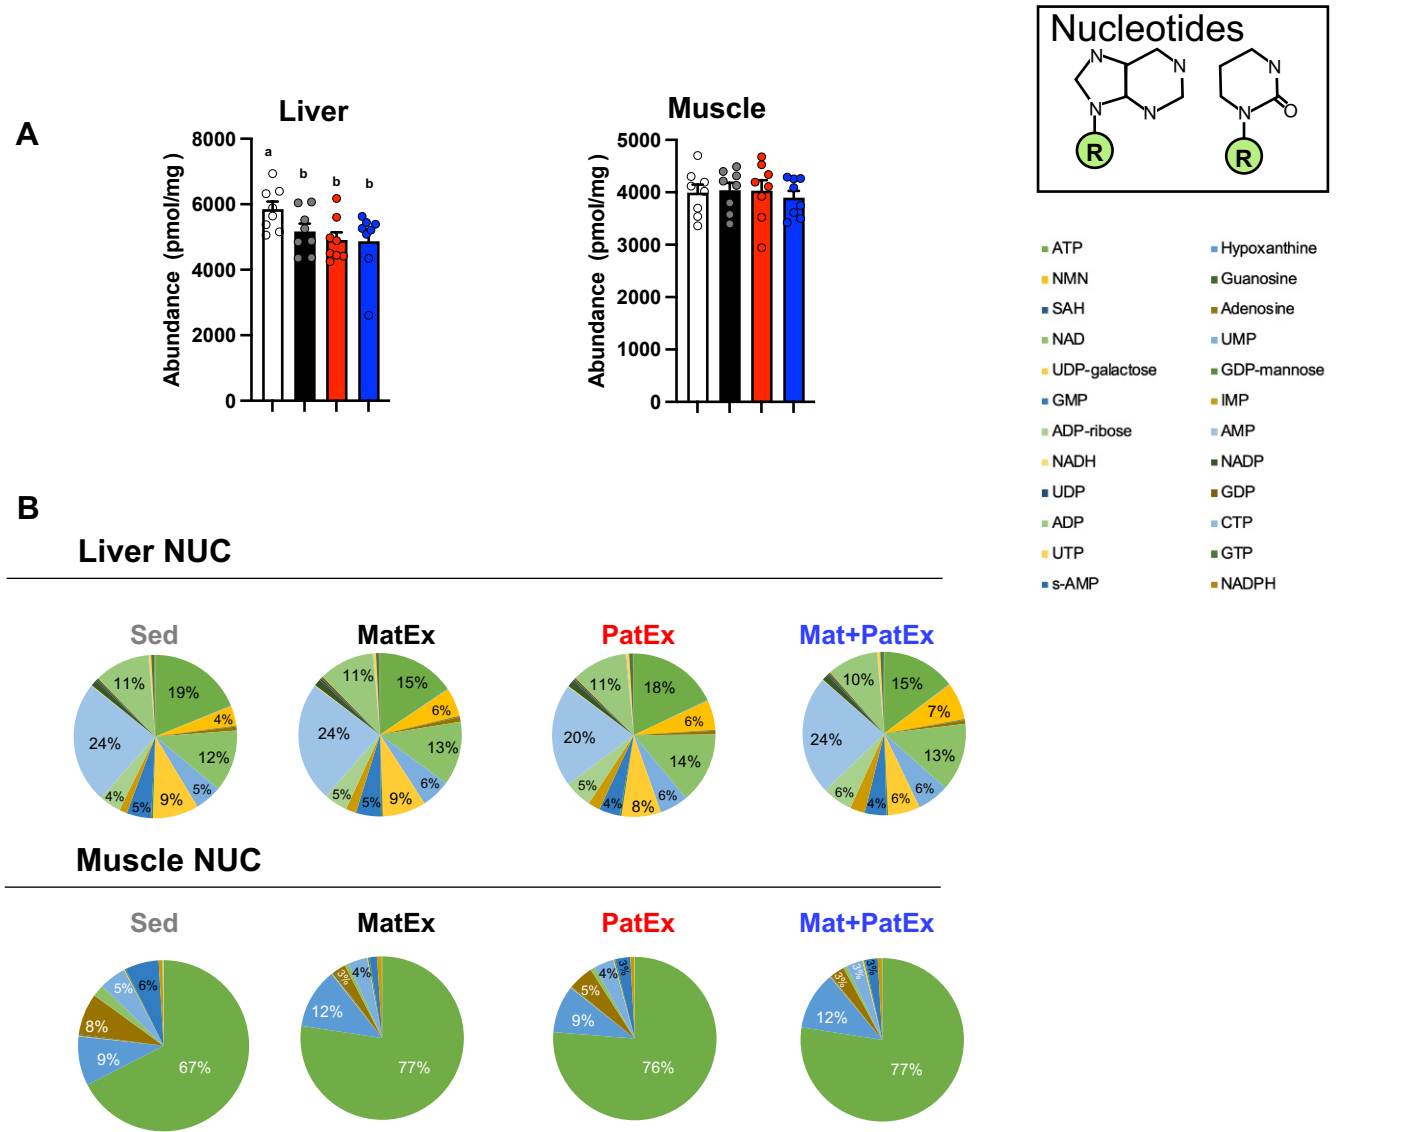 Nucleotides
N
N
N
N
R
N
N
O
R
A
Liver
Abundance (pmol/mg )
8000
6000
4000
2000
0
a
b
b
b
Muscle
Abundance (pmol/mg )
5000
4000
3000
2000
1000
0
ATP
Hypoxanthine
NMN
Guanosine
SAH
Adenosine
NAD
UMP
UDP-galactose
GDP-mannose
GMP
IMP
ADP-ribose
AMP
NADH
NADP
UDP
GDP
ADP
CTP
UTP
GTP
s-AMP
NADPH
B
Liver NUC
Sed
19%
4%
12%
5%
9%
5%
4%
24%
11%
MatEx
15%
6%
13%
6%
9%
5%
5%
24%
11%
PatEx
18%
6%
14%
6%
8%
4%
5%
20%
11%
Mat+PatEx
15%
7%
13%
6%
6%
4%
6%
24%
10%
Muscle NUC
Sed
67%
9%
8%
5%
6%
MatEx
77%
12%
3%
4%
PatEx
76%
9%
5%
4%
3%
Mat+PatEx
77%
12%
3%
3%
3%